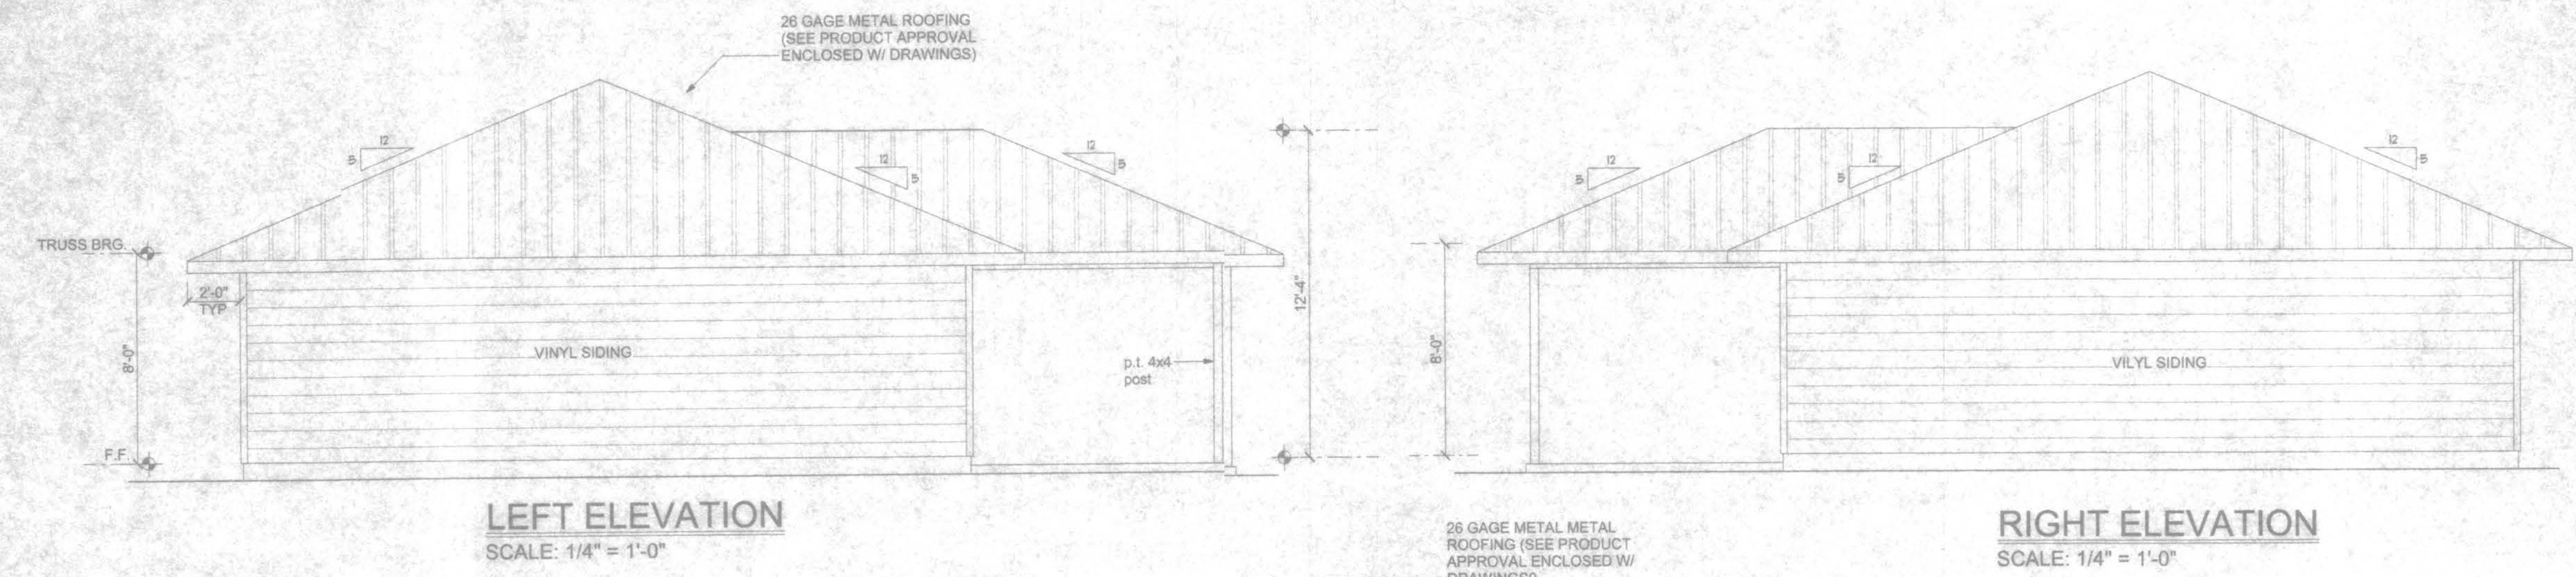 26 GAGE METAL ROOFING
(SEE PRODUCT APPROVAL
ENCLOSED W/ DRAWINGS)
12
5
12
5
12
5
TRUSS BRG.
2'-0"
TYP
8'-0"
VINYL SIDING
p.t. 4x4
post
12'-4"
F.F.
LEFT ELEVATION
SCALE: 1/4" = 1'-0"
12
5
12
5
12
5
8'-0"
VILYL SIDING
RIGHT ELEVATION
SCALE: 1/4" = 1'-0"
26 GAGE METAL METAL
ROOFING (SEE PRODUCT
APPROVAL ENCLOSED W/